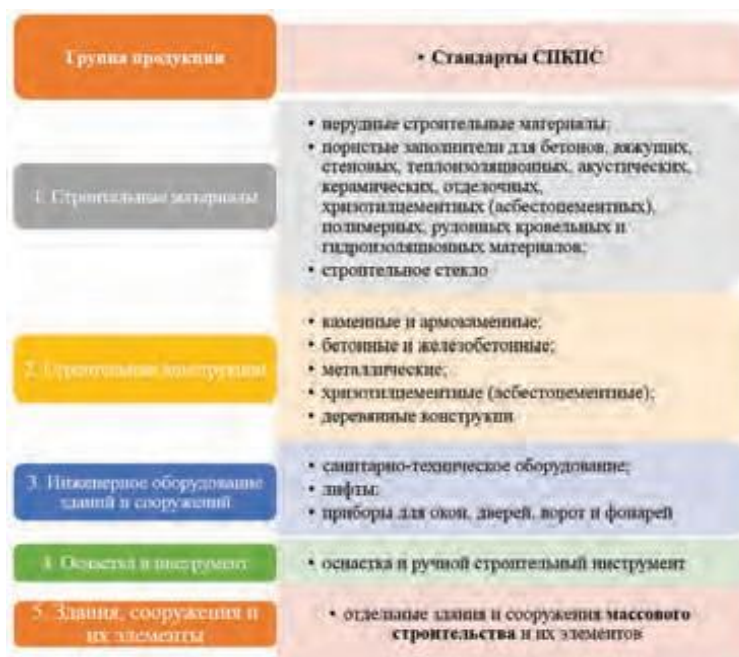 Группа продукции
• Стандарты СПКПС
1. Строительные материалы
• нерудные строительные материалы;
• пористые заполнители для бетонов, вяжущих,
стеновых, теплоизоляционных, акустических,
керамических, отделочных,
хризотилцементных (асбестоцементных),
полимерных, рулонных кровельных и
гидроизоляционных материалов;
• строительное стекло
2. Строительные конструкции
• каменные и армокаменные;
• бетонные и железобетонные;
• металлические;
• хризотилцементные (асбестоцементные);
• деревянные конструкци
3. Инженерное оборудование
зданий и сооружений
• санитарно-техническое оборудование;
• лифты;
• приборы для окон, дверей, ворот и фонарей
4. Оснастка и инструмент
• оснастка и ручной строительный инструмент
5. Здания, сооружения и
их элементы
• отдельные здания и сооружения массового
строительства и их элементов